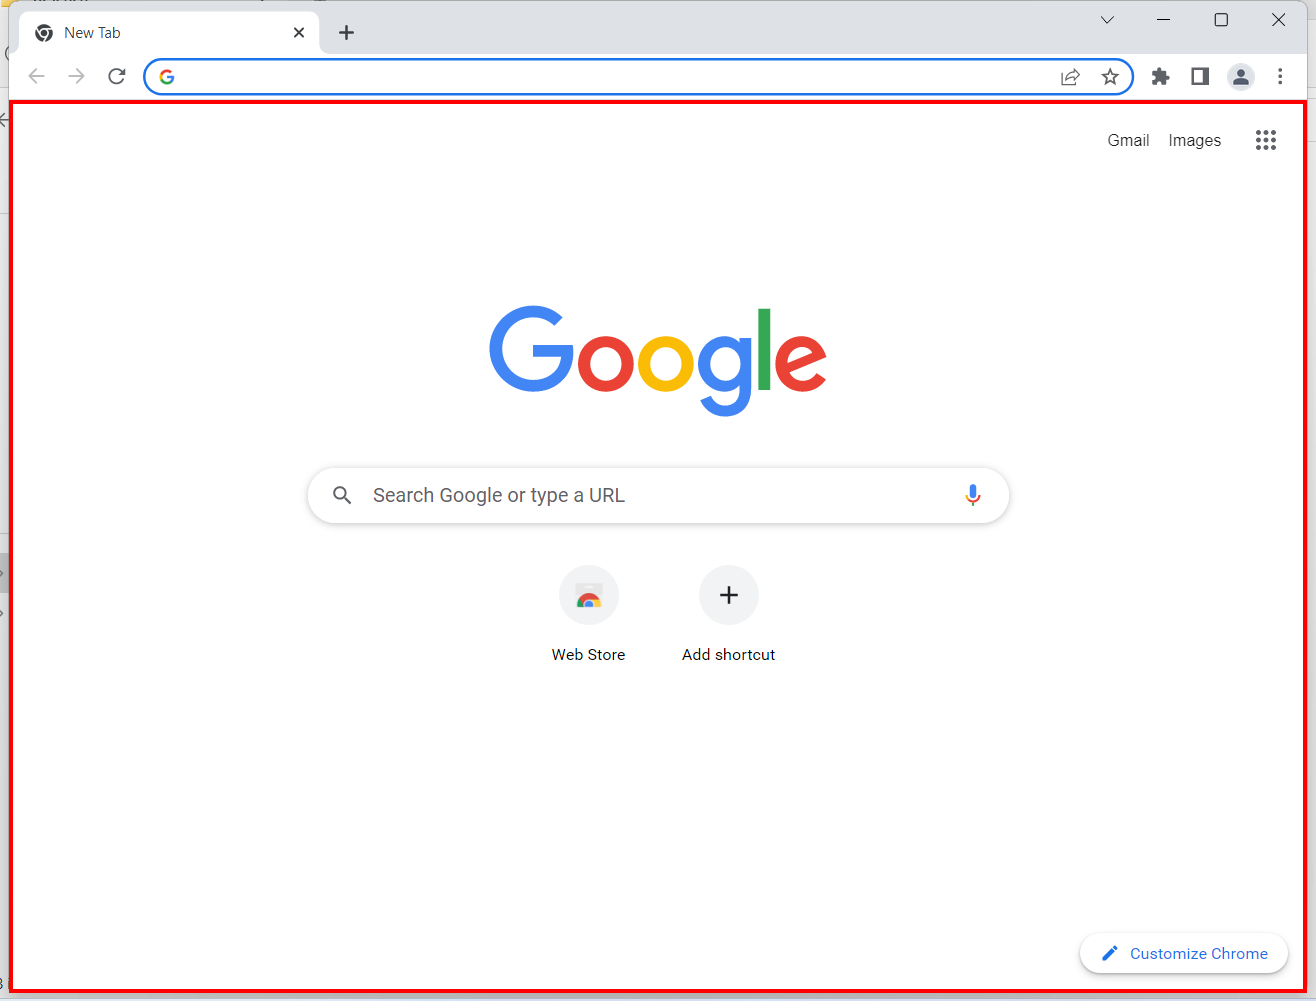 New Tab
Gmail Images
Google
Search Google or type a URL
Web Store Add shortcut
Customize Chrome